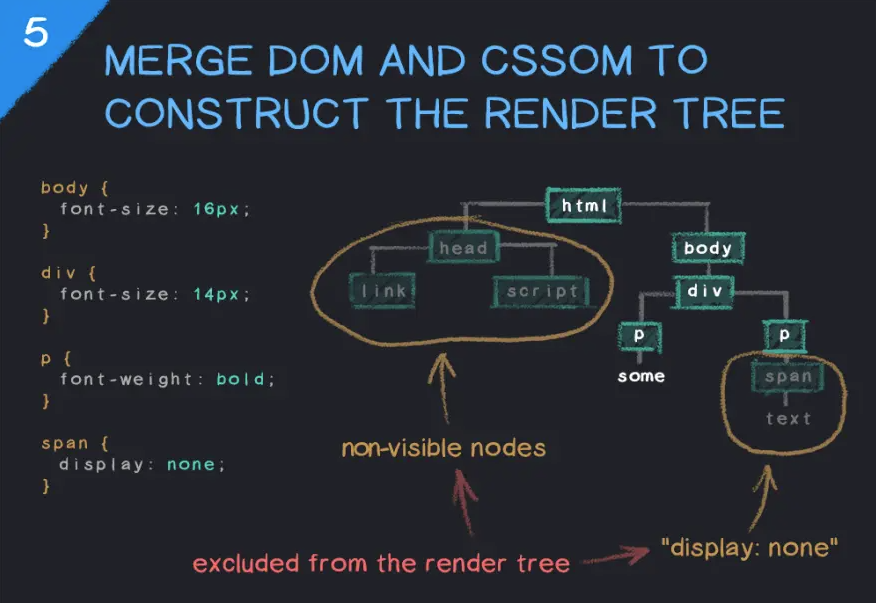 5
MERGE DOM AND CSSOM TO
CONSTRUCT THE RENDER TREE
body {
font-size: 16px;
}
div {
font-size: 14px;
}
p {
font-weight: bold;
}
span {
display: none;
}
html
head
body
link
script
div
p
p
some
span
text
non-visible nodes
"display: none"
excluded from the render tree